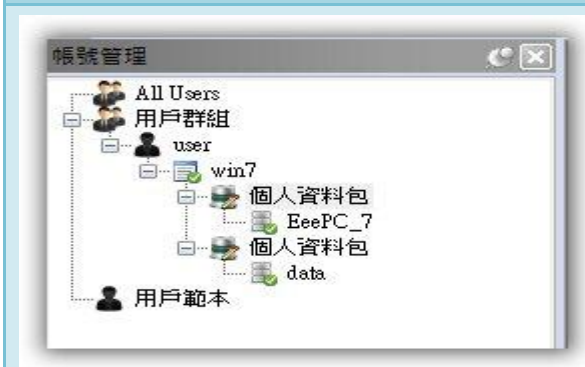 帳號管理
All Users
用戶群組
user
win7
個人資料包
EeePC_7
個人資料包
data
用戶範本